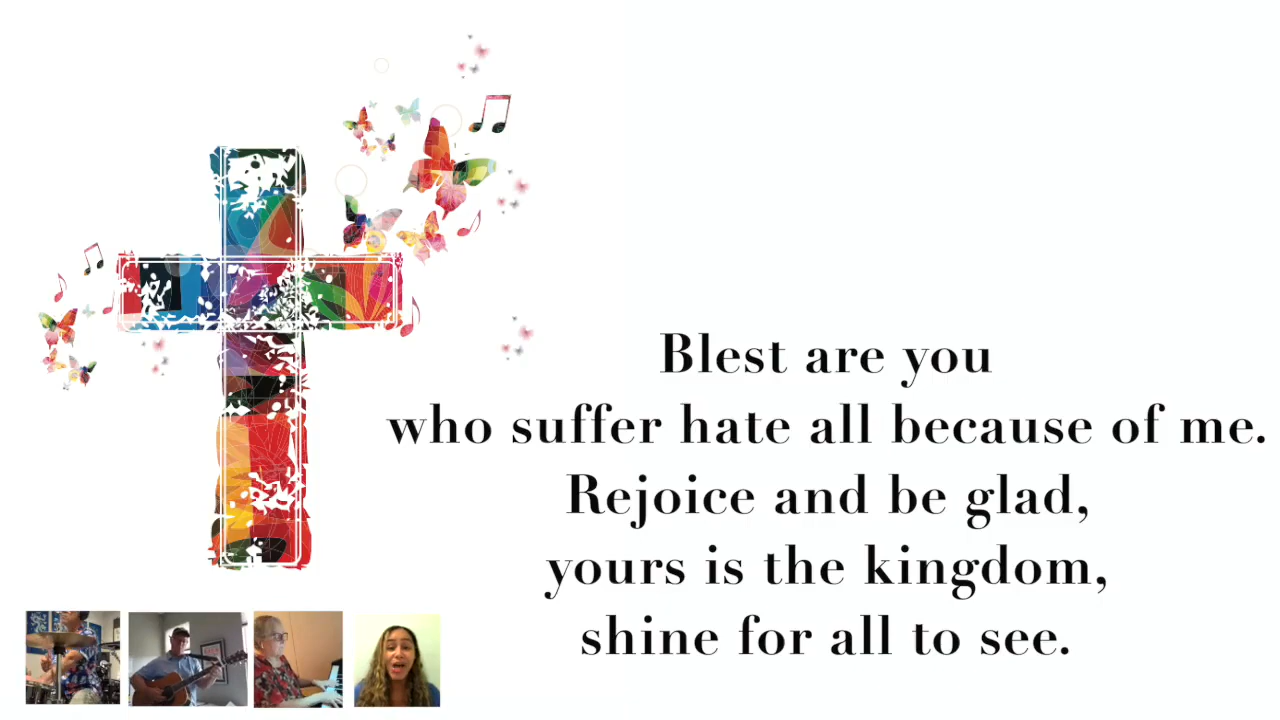 Blest are you
who suffer hate all because of me.
Rejoice and be glad,
yours is the kingdom,
shine for all to see.